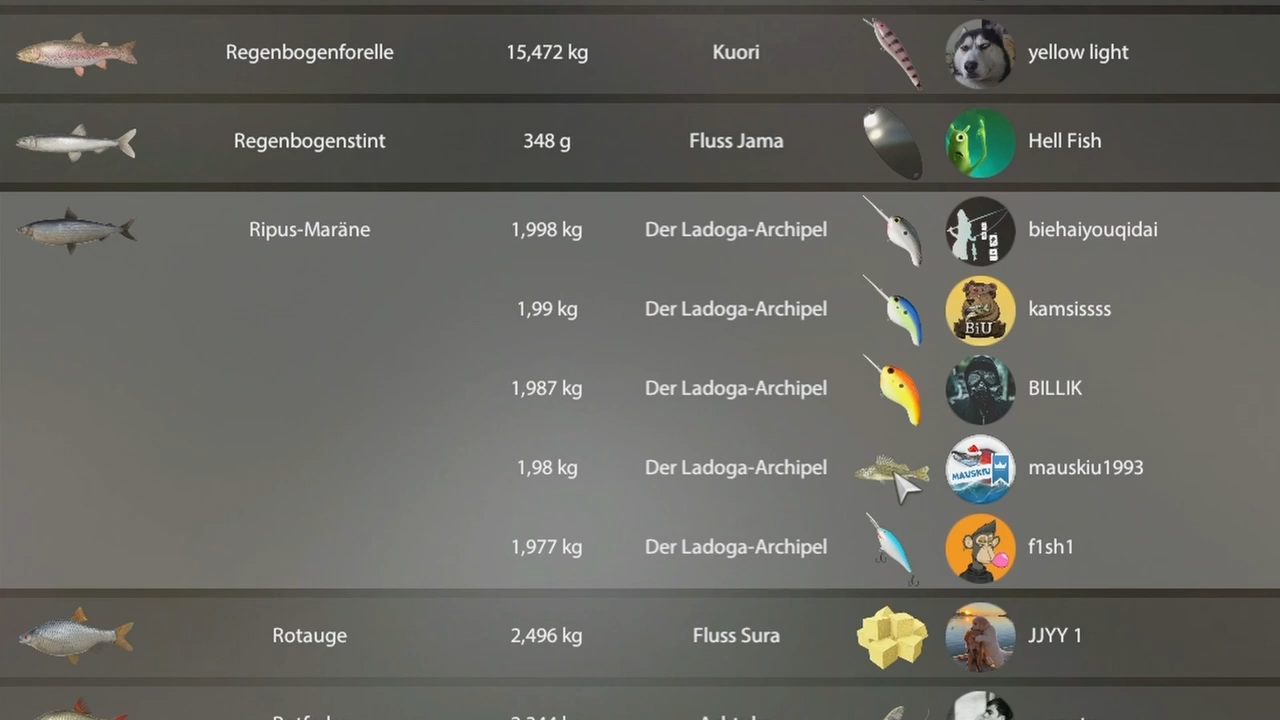 Regenbogenforelle 15,472 kg Kuori yellow light
Regenbogenstint 348 g Fluss Jama Hell Fish
Ripus-Maräne 1,998 kg Der Ladoga-Archipel biehaiyouqidai
1,99 kg Der Ladoga-Archipel BiU kamsissss
1,987 kg Der Ladoga-Archipel BILLIK
1,98 kg Der Ladoga-Archipel MAUSKIU mauskiu1993
1,977 kg Der Ladoga-Archipel f1sh1
Rotauge 2,496 kg Fluss Sura JJYY 1